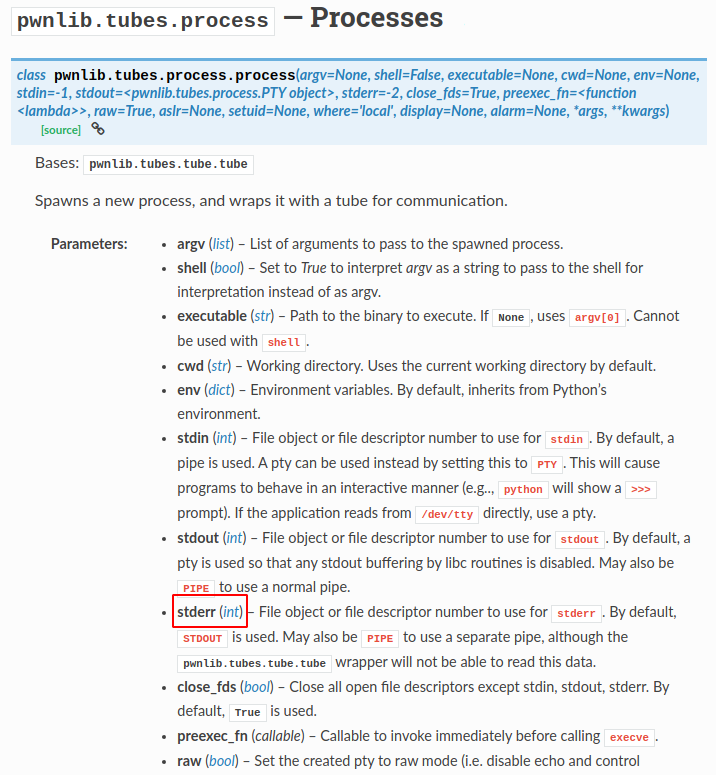 pwnlib.tubes.process — Processes
class pwnlib.tubes.process.process(argv=None, shell=False, executable=None, cwd=None, env=None,
stdin=-1, stdout=<pwnlib.tubes.process.PTY object>, stderr=-2, close_fds=True, preexec_fn=<function
<lambda>>, raw=True, aslr=None, setuid=None, where='local', display=None, alarm=None, *args, **kwargs)
[source]
Bases: pwnlib.tubes.tube.tube
Spawns a new process, and wraps it with a tube for communication.
Parameters:
• argv (list) – List of arguments to pass to the spawned process.
• shell (bool) – Set to True to interpret argv as a string to pass to the shell for
interpretation instead of as argv.
• executable (str) – Path to the binary to execute. If None, uses argv[0]. Cannot
be used with shell.
• cwd (str) – Working directory. Uses the current working directory by default.
• env (dict) – Environment variables. By default, inherits from Python’s
environment.
• stdin (int) – File object or file descriptor number to use for stdin. By default, a
pipe is used. A pty can be used instead by setting this to PTY. This will cause
programs to behave in an interactive manner (e.g.., python will show a >>>
prompt). If the application reads from /dev/tty directly, use a pty.
• stdout (int) – File object or file descriptor number to use for stdout. By default, a
pty is used so that any stdout buffering by libc routines is disabled. May also be
PIPE to use a normal pipe.
• stderr (int) – File object or file descriptor number to use for stderr. By default,
STDOUT is used. May also be PIPE to use a separate pipe, although the
pwnlib.tubes.tube.tube wrapper will not be able to read this data.
• close_fds (bool) – Close all open file descriptors except stdin, stdout, stderr. By
default, True is used.
• preexec_fn (callable) – Callable to invoke immediately before calling execve.
• raw (bool) – Set the created pty to raw mode (i.e. disable echo and control